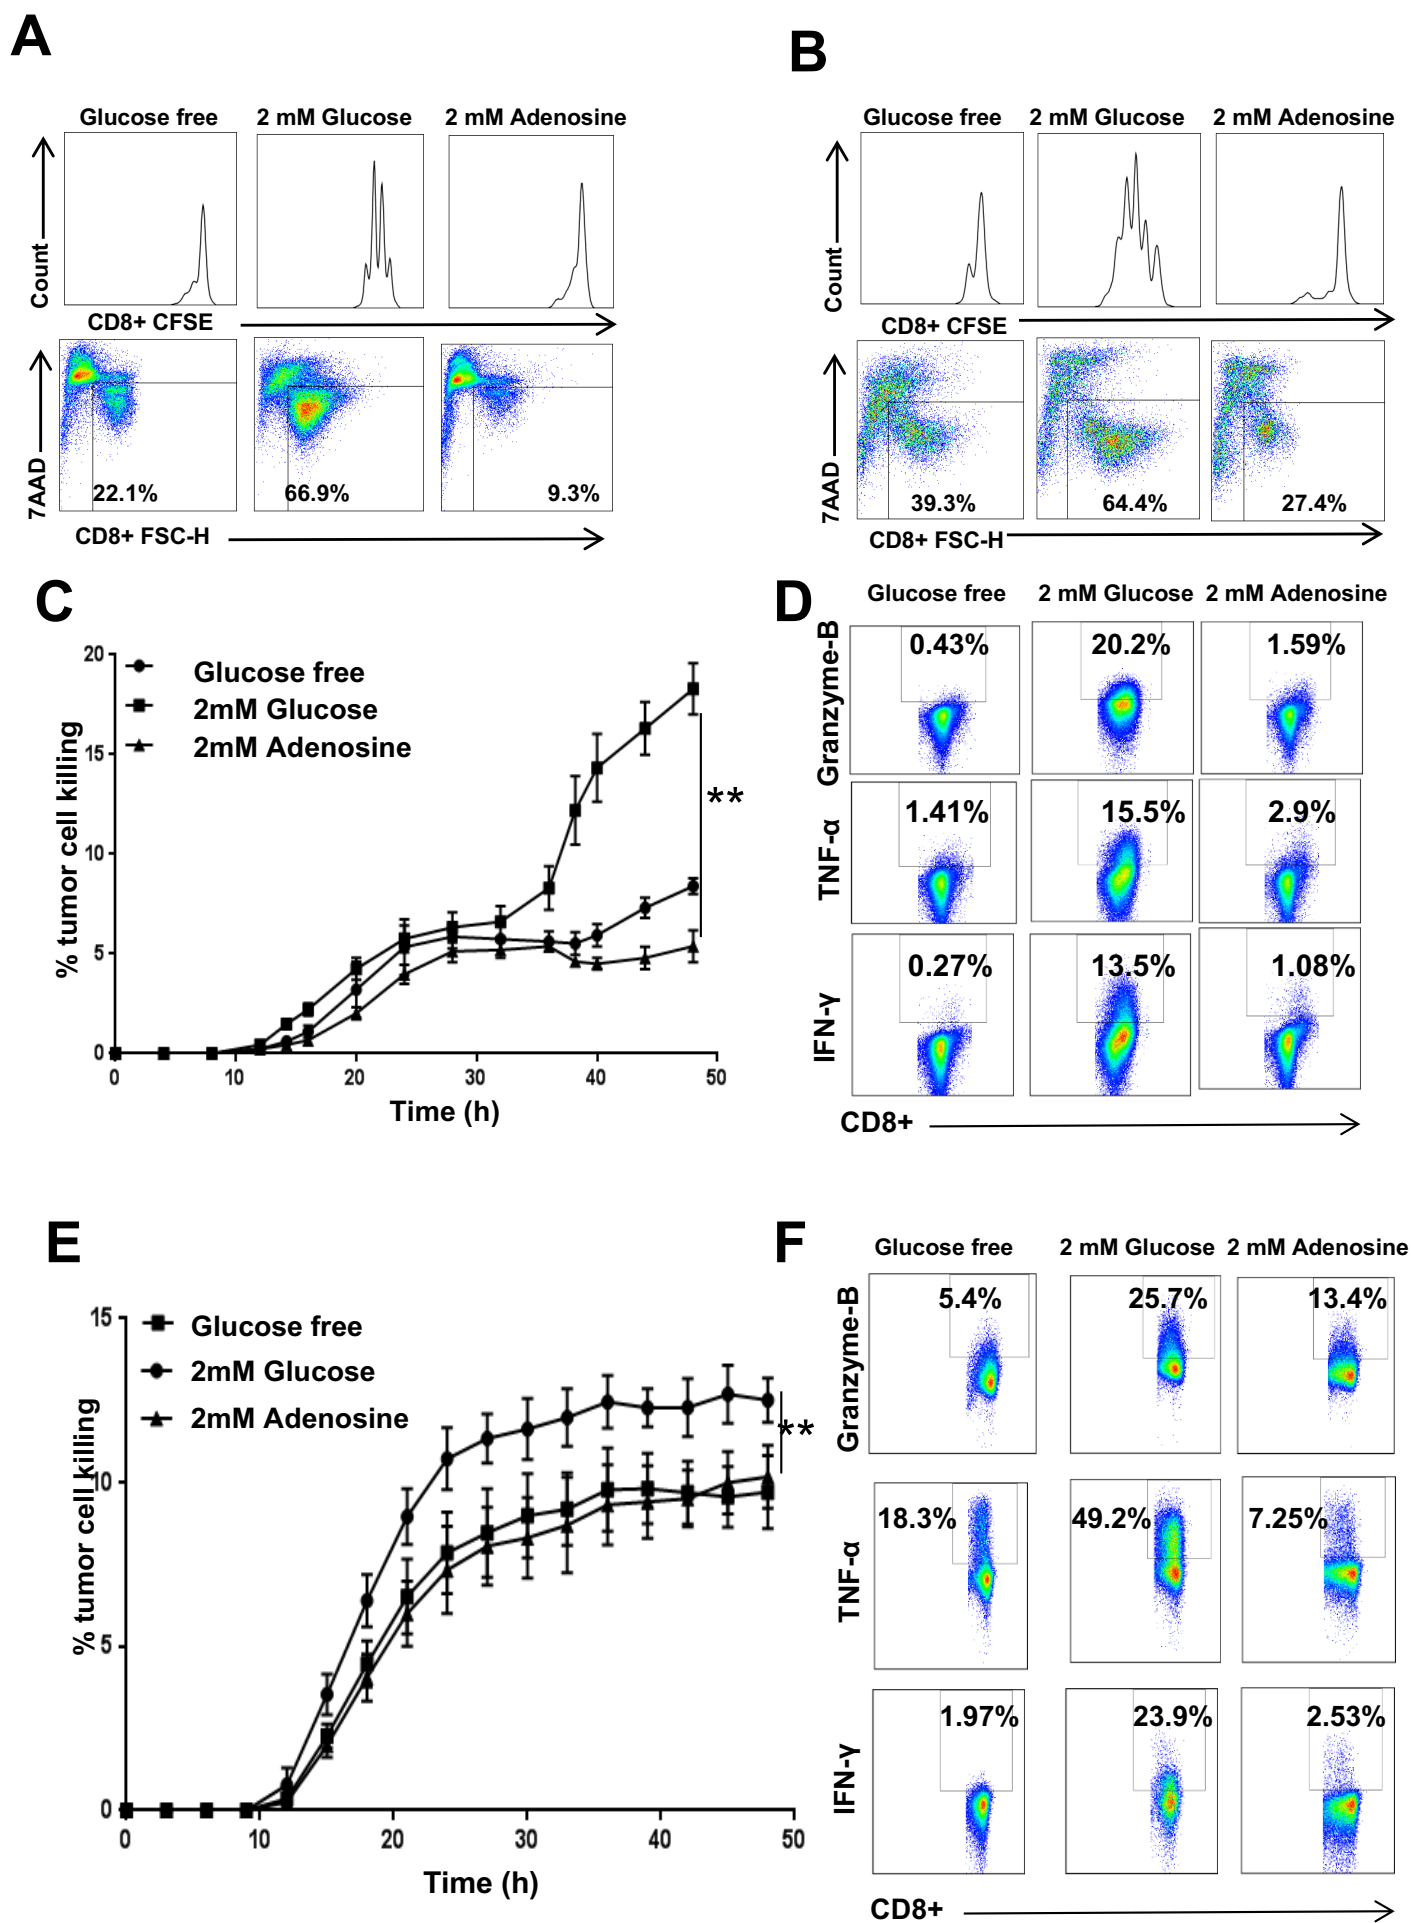 A
Glucose free 2 mM Glucose 2 mM Adenosine
Count
CD8+ CFSE
7AAD
22.1% 66.9% 9.3%
CD8+ FSC-H
B
Glucose free 2 mM Glucose 2 mM Adenosine
Count
CD8+ CFSE
7AAD
39.3% 64.4% 27.4%
CD8+ FSC-H
C
% tumor cell killing
20
15
10
5
0
Glucose free
2mM Glucose
2mM Adenosine
**
0 10 20 30 40 50
Time (h)
D
Glucose free 2 mM Glucose 2 mM Adenosine
Granzyme-B
0.43% 20.2% 1.59%
TNF-α
1.41% 15.5% 2.9%
IFN-γ
0.27% 13.5% 1.08%
CD8+
E
% tumor cell killing
15
10
5
0
Glucose free
2mM Glucose
2mM Adenosine
**
0 10 20 30 40 50
Time (h)
F
Glucose free 2 mM Glucose 2 mM Adenosine
Granzyme-B
5.4% 25.7% 13.4%
TNF-α
18.3% 49.2% 7.25%
IFN-γ
1.97% 23.9% 2.53%
CD8+